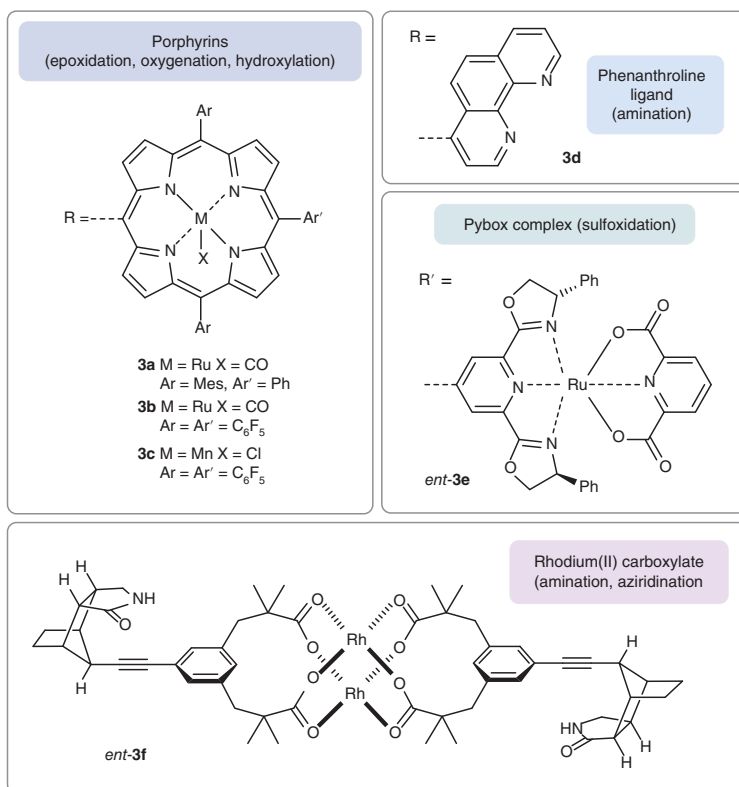 Porphyrins
(epoxidation, oxygenation, hydroxylation)
Ar
N
N
R =
M
Ar′
N
X
N
Ar
3a M = Ru X = CO
Ar = Mes, Ar′ = Ph
3b M = Ru X = CO
Ar = Ar′ = C₆F₅
3c M = Mn X = Cl
Ar = Ar′ = C₆F₅
R =
N
N
3d
Phenanthroline
ligand
(amination)
Pybox complex (sulfoxidation)
R′ =
Ph
O
N
O
O
N
Ru
N
O
O
N
O
Ph
ent-3e
Rhodium(II) carboxylate
(amination, aziridination
H
H
NH
O
H
O
O
Rh
O
O
O
O
Rh
O
O
H
HN
O
H
H
ent-3f